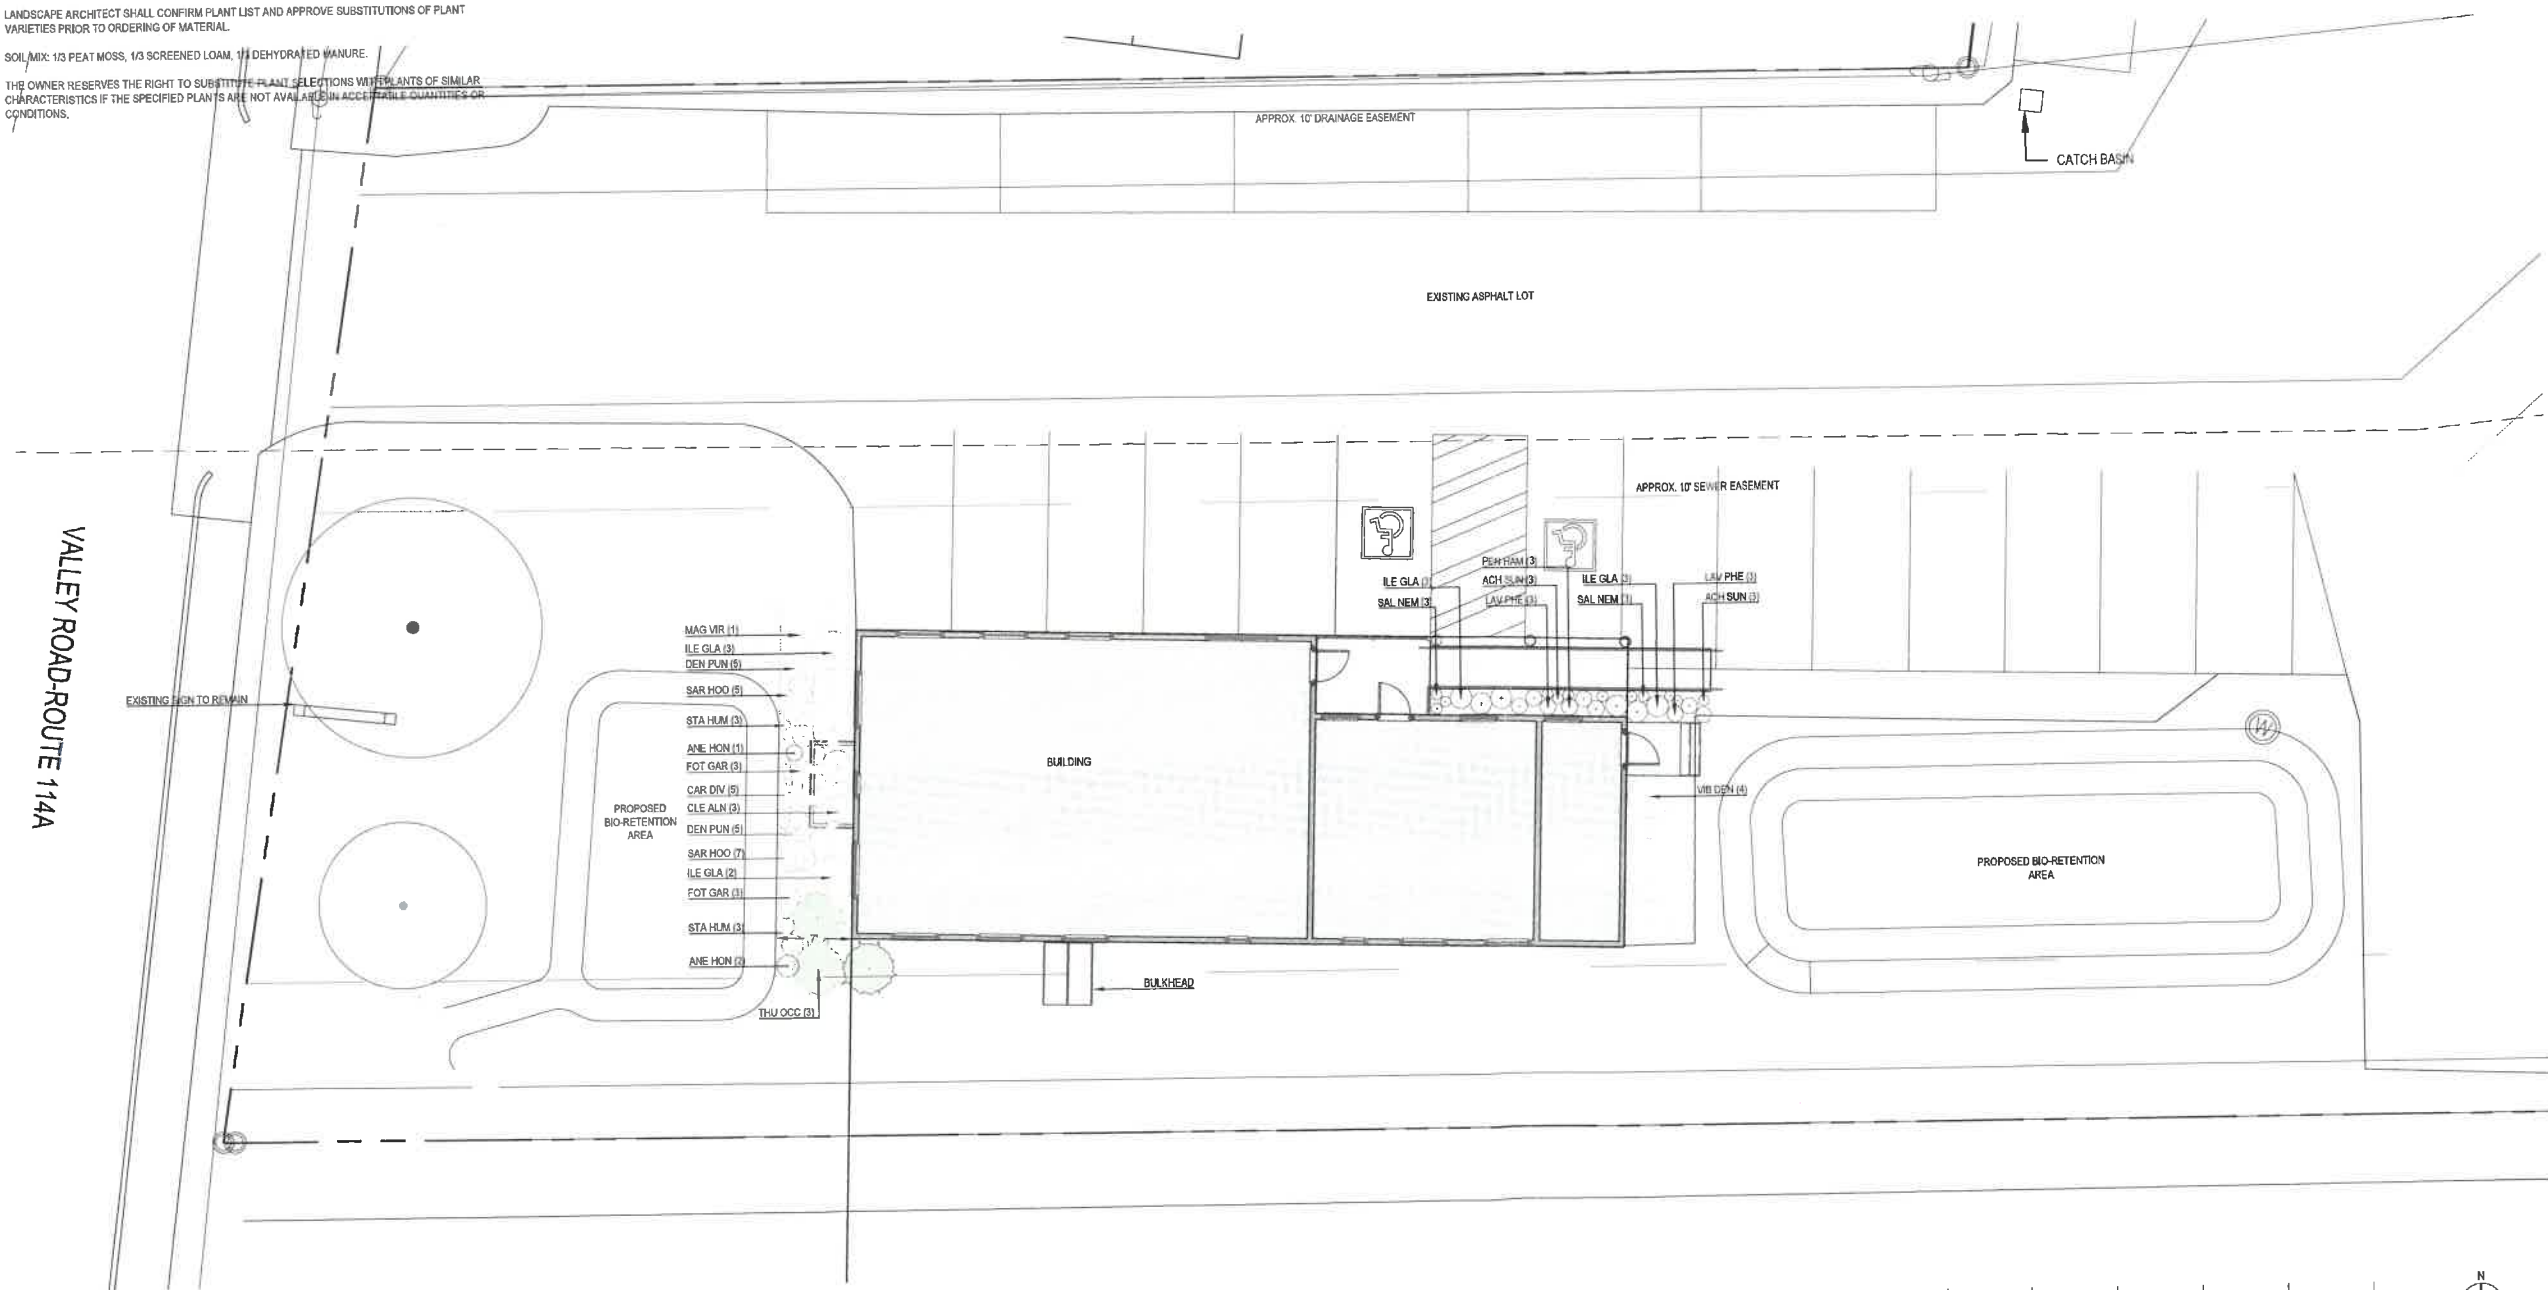 LANDSCAPE ARCHITECT SHALL CONFIRM PLANT LIST AND APPROVE SUBSTITUTIONS OF PLANT
VARIETIES PRIOR TO ORDERING OF MATERIAL.
SOIL MIX: 1/3 PEAT MOSS, 1/3 SCREENED LOAM, 1/3 DEHYDRATED MANURE.
THE OWNER RESERVES THE RIGHT TO SUBSTITUTE PLANT SELECTIONS WITH PLANTS OF SIMILAR
CHARACTERISTICS IF THE SPECIFIED PLANTS ARE NOT AVAILABLE IN ACCEPTABLE QUANTITIES OR
CONDITIONS.
APPROX. 10' DRAINAGE EASEMENT
CATCH BASIN
EXISTING ASPHALT LOT
APPROX. 10' SEWER EASEMENT
VALLEY ROAD-ROUTE 114A
EXISTING SIGN TO REMAIN
PEN HAM (3)
ILE GLA
ACH SUN (3)
ILE GLA (3)
LAV PHE (3)
SAL NEM (3
LAV PHE (3)
SAL NEM
ACH SUN (3)
MAG VIR (1)
ILE GLA (3)
DEN PUN (5)
SAR HOO (5)
STA HUM (3)
ANE HON (1)
FOT GAR (3)
CAR DIV (5)
CLE ALN (3)
DEN PUN (5)
SAR HOO (7)
ILE GLA (2)
FOT GAR (3)
STA HUM (3)
ANE HON (2)
THU OCC (3)
PROPOSED
BIO-RETENTION
AREA
BUILDING
VIB DEN (4)
BULKHEAD
PROPOSED BIO-RETENTION
AREA
W
N